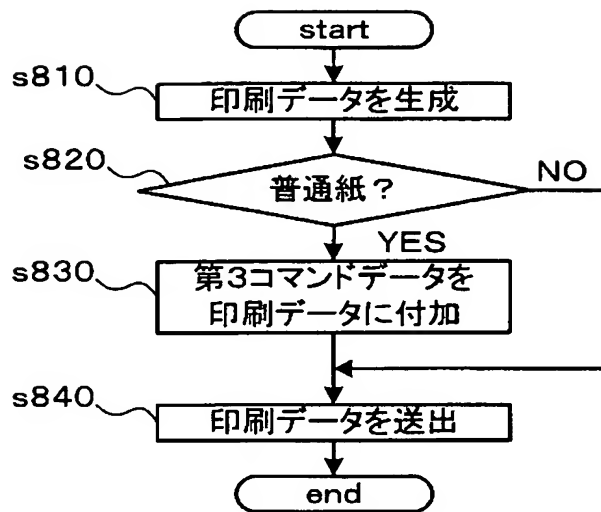 start
s810
印刷データを生成
s820
普通紙?
NO
YES
s830
第3コマンドデータを
印刷データに付加
s840
印刷データを送出
end